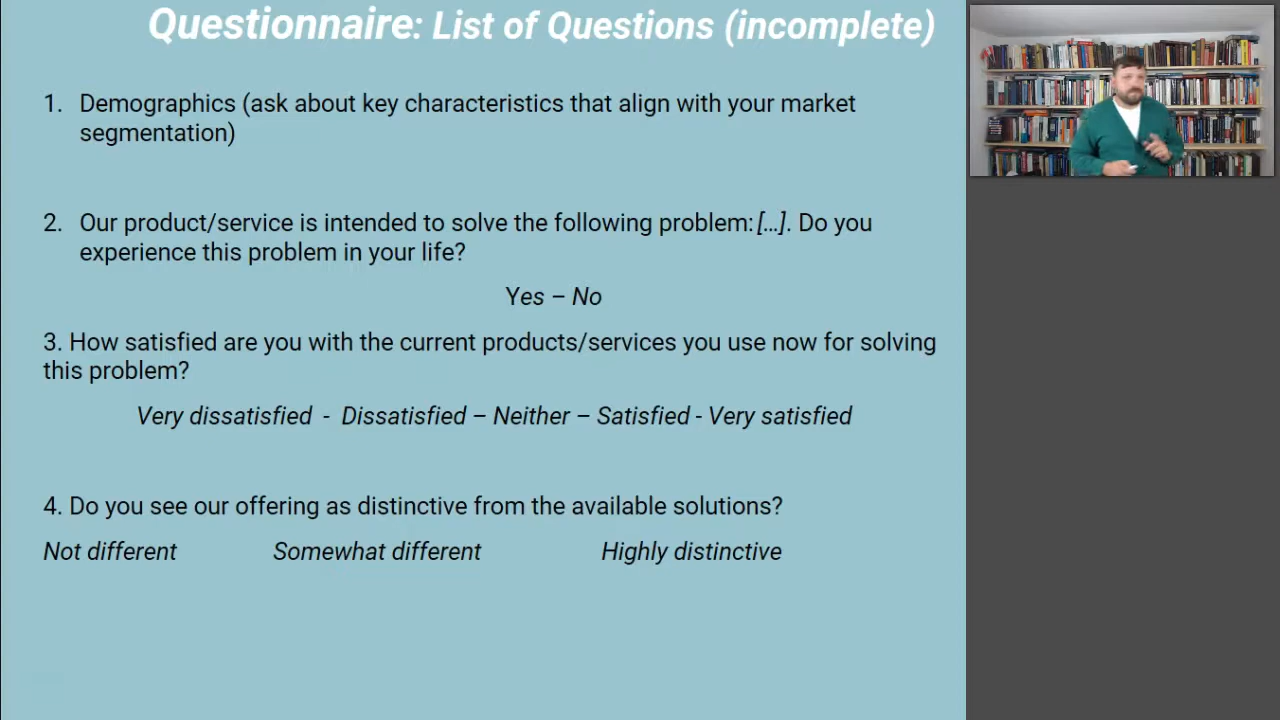 Questionnaire: List of Questions (incomplete)
1. Demographics (ask about key characteristics that align with your market
segmentation)
2. Our product/service is intended to solve the following problem:[...]. Do you
experience this problem in your life?
Yes – No
3. How satisfied are you with the current products/services you use now for solving
this problem?
Very dissatisfied - Dissatisfied – Neither – Satisfied - Very satisfied
4. Do you see our offering as distinctive from the available solutions?
Not different Somewhat different Highly distinctive